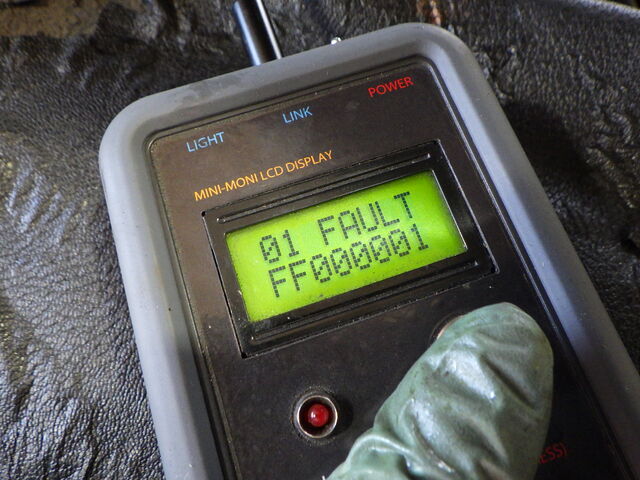 LIGHT
LINK
POWER
MINI-MONI LCD DISPLAY
01 FAULT
FF000001